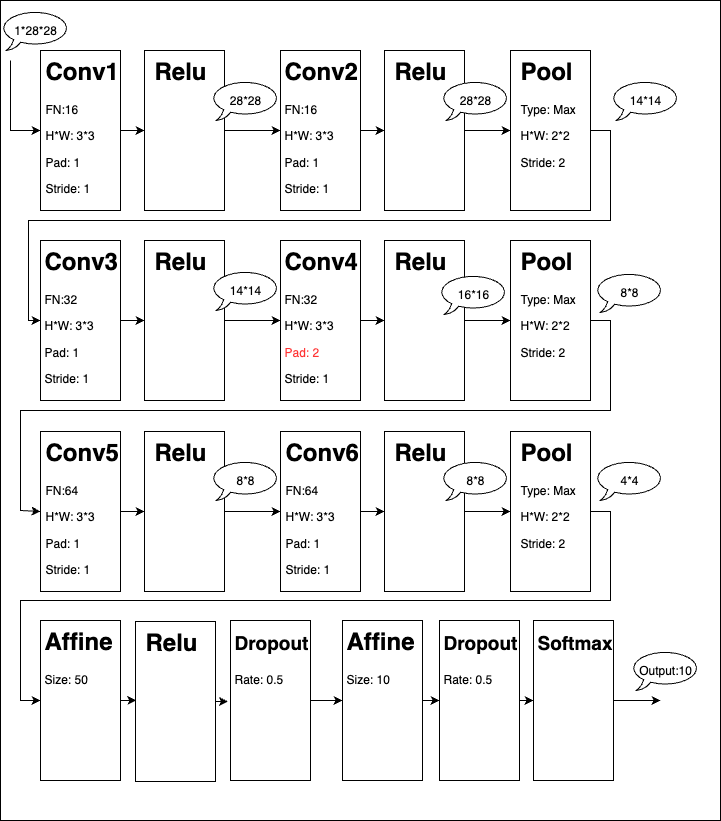 1*28*28
Conv1
FN:16
H*W: 3*3
Pad: 1
Stride: 1
Relu
28*28
Conv2
FN:16
H*W: 3*3
Pad: 1
Stride: 1
Relu
28*28
Pool
Type: Max
H*W: 2*2
Stride: 2
14*14
Conv3
FN:32
H*W: 3*3
Pad: 1
Stride: 1
Relu
14*14
Conv4
FN:32
H*W: 3*3
Pad: 2
Stride: 1
Relu
16*16
Pool
Type: Max
H*W: 2*2
Stride: 2
8*8
Conv5
FN:64
H*W: 3*3
Pad: 1
Stride: 1
Relu
8*8
Conv6
FN:64
H*W: 3*3
Pad: 1
Stride: 1
Relu
8*8
Pool
Type: Max
H*W: 2*2
Stride: 2
4*4
Affine
Size: 50
Relu
Dropout
Rate: 0.5
Affine
Size: 10
Dropout
Rate: 0.5
Softmax
Output:10